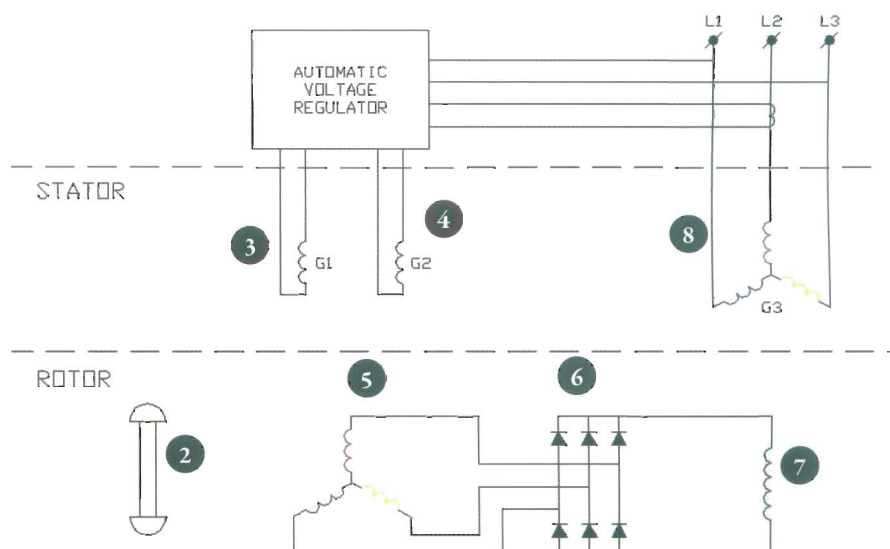 L1 L2 L3
AUTOMATIC
VOLTAGE
REGULATOR
STATOR
3
G1
4
G2
8
G3
ROTOR
5
6
2
7